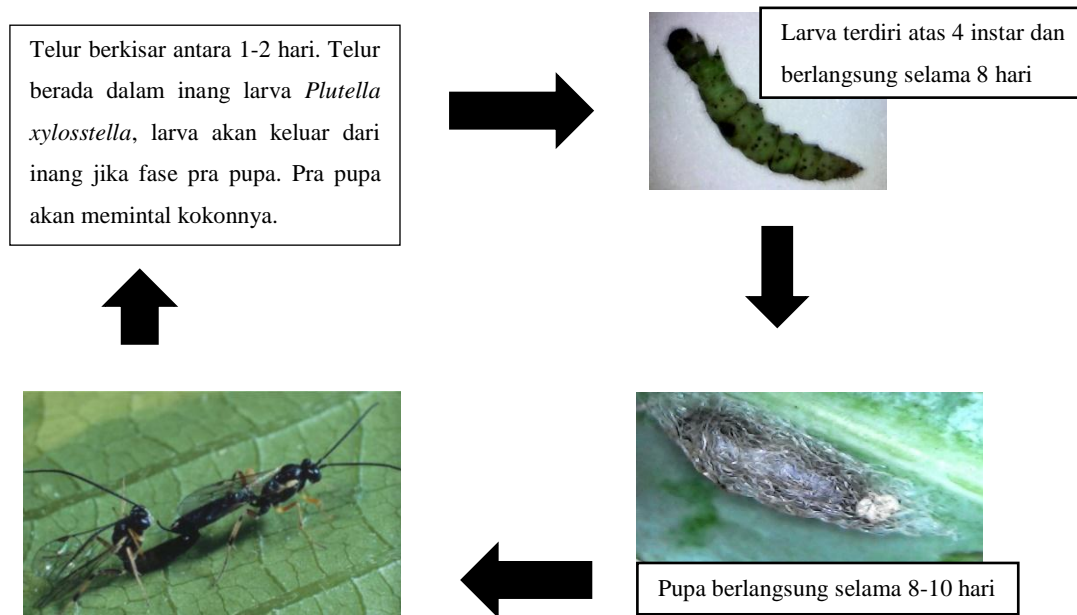 Telur berkisar antara 1-2 hari. Telur
berada dalam inang larva Plutella
xylosstella, larva akan keluar dari
inang jika fase pra pupa. Pra pupa
akan memintal kokonnya.
Larva terdiri atas 4 instar dan
berlangsung selama 8 hari
Pupa berlangsung selama 8-10 hari